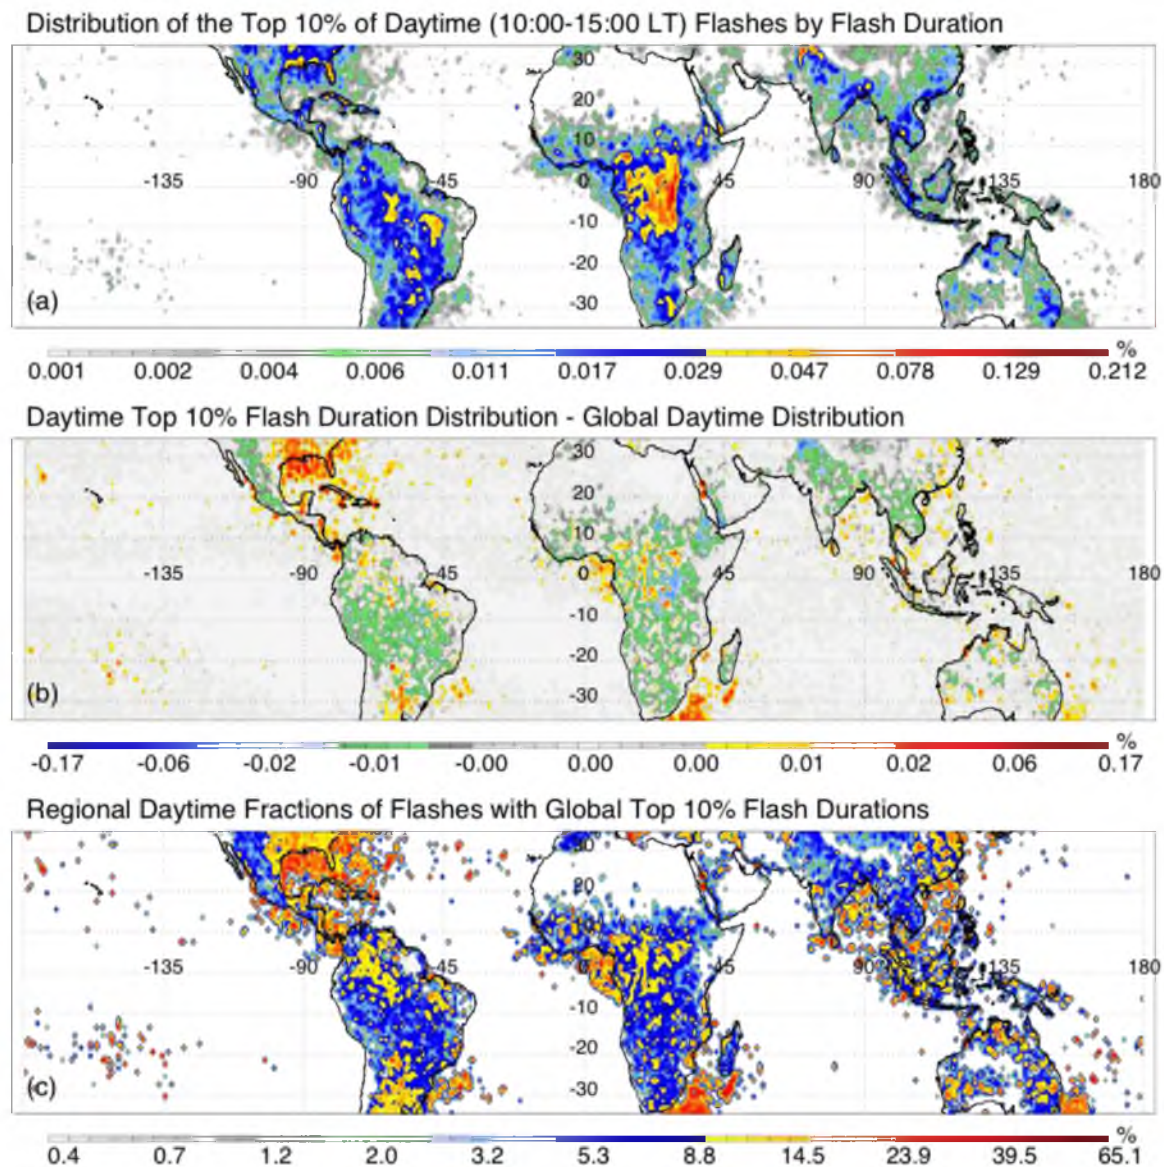 Distribution of the Top 10% of Daytime (10:00-15:00 LT) Flashes by Flash Duration
30
20
10
-135 -90 -45 0 45 90 135 180
-10
-20
(a) -30
%
0.001 0.002 0.004 0.006 0.011 0.017 0.029 0.047 0.078 0.129 0.212
Daytime Top 10% Flash Duration Distribution - Global Daytime Distribution
30
20
10
-135 -90 -45 0 45 90 135 180
-10
-20
(b) -30
%
-0.17 -0.06 -0.02 -0.01 -0.00 0.00 0.00 0.01 0.02 0.06 0.17
Regional Daytime Fractions of Flashes with Global Top 10% Flash Durations
30
20
-135 -90 -45 0 45 90 135 180
-10
-20
(c) -30
%
0.4 0.7 1.2 2.0 3.2 5.3 8.8 14.5 23.9 39.5 65.1